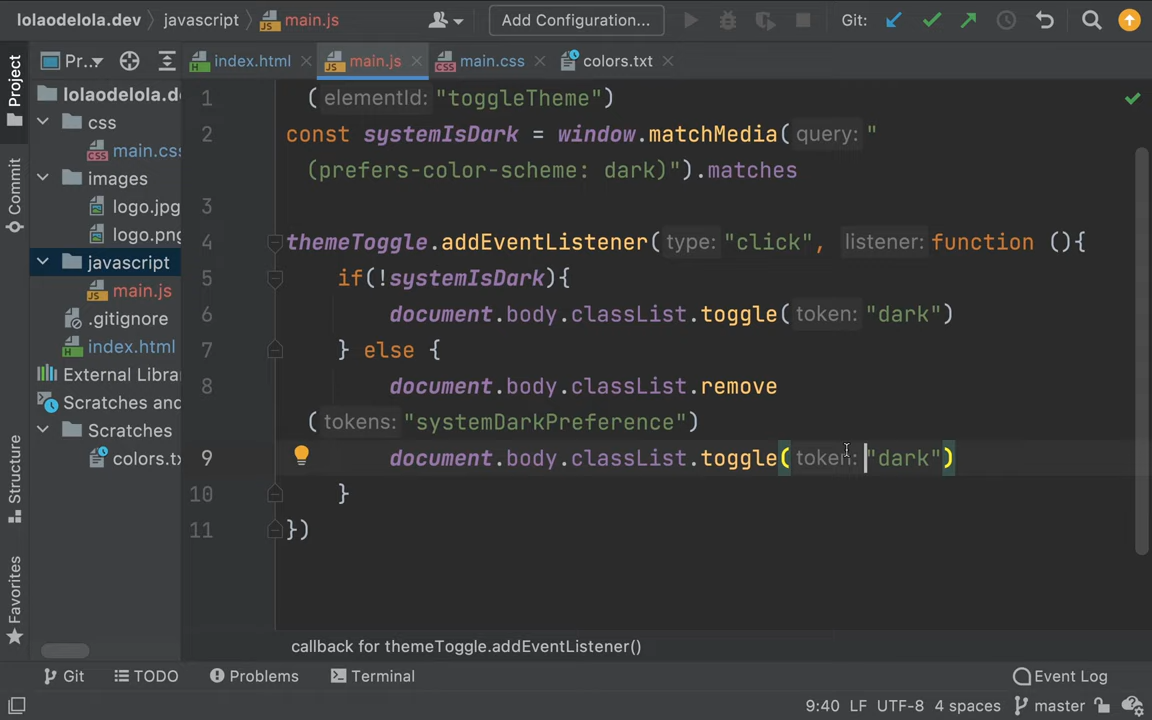 lolaodelola.dev
javascript
main.js
Add Configuration...
Git:
Project
Pr...
index.html
main.js
main.css
colors.txt
lolaodelola.d
css
main.cs
images
logo.jpg
logo.png
javascript
main.js
.gitignore
index.html
External Libra
Scratches and
Scratches
colors.tx
Commit
Structure
Favorites
1 (elementId: "toggleTheme")
2 const systemIsDark = window.matchMedia(query: "
(prefers-color-scheme: dark)").matches
3
4 themeToggle.addEventListener(type: "click", listener: function (){
5 if(!systemIsDark){
6 document.body.classList.toggle(token: "dark")
7 } else {
8 document.body.classList.remove
(tokens: "systemDarkPreference")
9 document.body.classList.toggle(token: "dark")
10 }
11 })
callback for themeToggle.addEventListener()
Git TODO Problems Terminal Event Log
9:40 LF UTF-8 4 spaces master